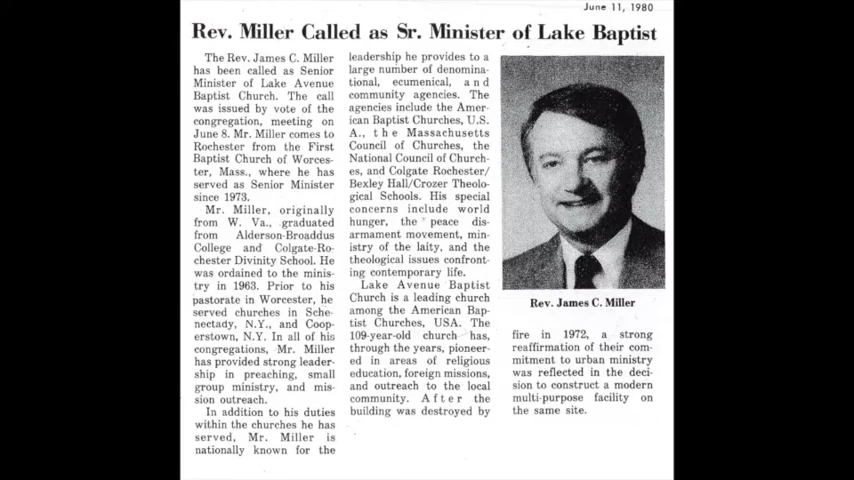 June 11, 1980
Rev. Miller Called as Sr. Minister of Lake Baptist
The Rev. James C. Miller
has been called as Senior
Minister of Lake Avenue
Baptist Church. The call
was issued by vote of the
congregation, meeting on
June 8. Mr. Miller comes to
Rochester from the First
Baptist Church of Worces-
ter, Mass., where he has
served as Senior Minister
since 1973.
Mr. Miller, originally
from W. Va., graduated
from Alderson-Broaddus
College and Colgate-Ro-
chester Divinity School. He
was ordained to the minis-
try in 1963. Prior to his
pastorate in Worcester, he
served churches in Sche-
nectady, N.Y., and Coop-
erstown, N.Y. In all of his
congregations, Mr. Miller
has provided strong leader-
ship in preaching, small
group ministry, and mis-
sion outreach.
In addition to his duties
within the churches he has
served, Mr. Miller is
nationally known for the
leadership he provides to a
large number of denomina-
tional, ecumenical, and
community agencies. The
agencies include the Amer-
ican Baptist Churches, U.S.
A., the Massachusetts
Council of Churches, the
National Council of Church-
es, and Colgate Rochester/
Bexley Hall/Crozer Theolo-
gical Schools. His special
concerns include world
hunger, the peace dis-
armament movement, min-
istry of the laity, and the
theological issues confront-
ing contemporary life.
Lake Avenue Baptist
Church is a leading church
among the American Bap-
tist Churches, USA. The
109-year-old church has,
through the years, pioneer-
ed in areas of religious
education, foreign missions,
and outreach to the local
community. After the
building was destroyed by
Rev. James C. Miller
fire in 1972, a strong
reaffirmation of their com-
mitment to urban ministry
was reflected in the deci-
sion to construct a modern
multi-purpose facility on
the same site.